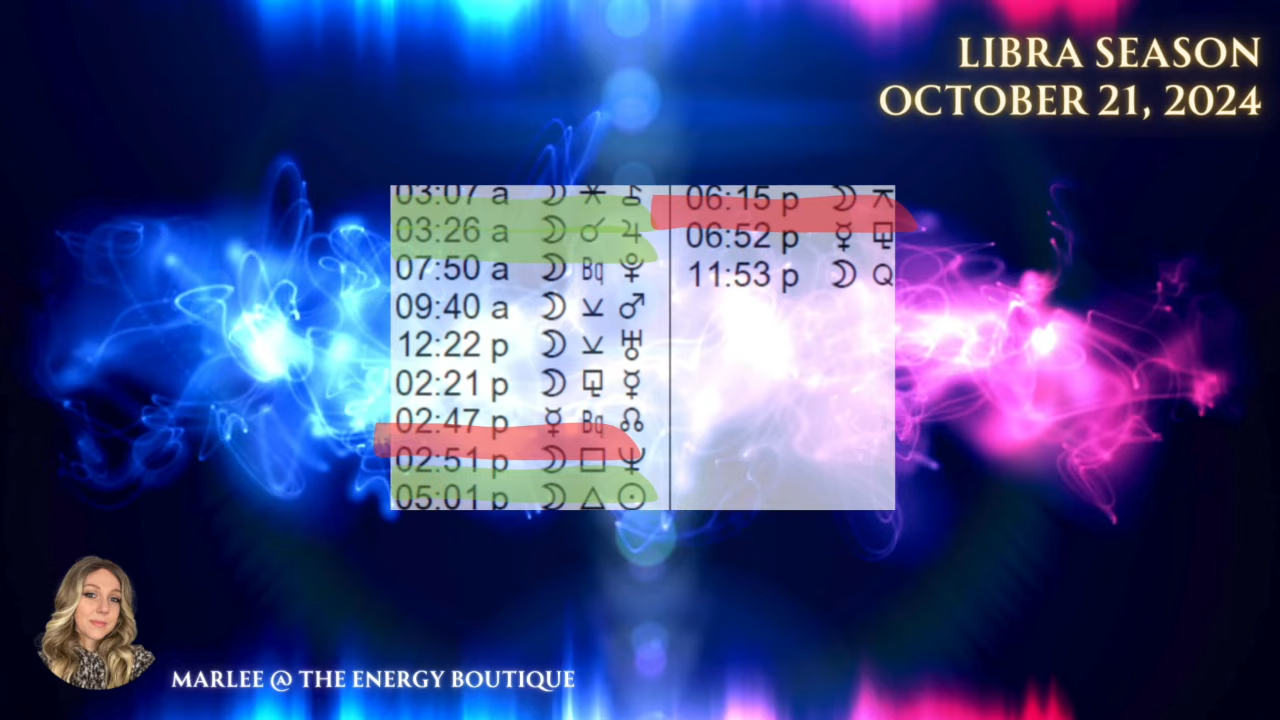 LIBRA SEASON
OCTOBER 21, 2024
03:07 a ☽ ⚹
03:26 a ☽ ☌ ♃
07:50 a ☽ Bq ♇
09:40 a ☽ ⚺ ♂
12:22 p ☽ ⚺ ♅
02:21 p ☽ ⚼ ☿
02:47 p ☿ Bq ☊
02:51 p ☽ □ ♆
05:01 p ☽ △ ☉
06:15 p ☽ ⚻
06:52 p ☿ ⚼
11:53 p ☽ Q
MARLEE @ THE ENERGY BOUTIQUE